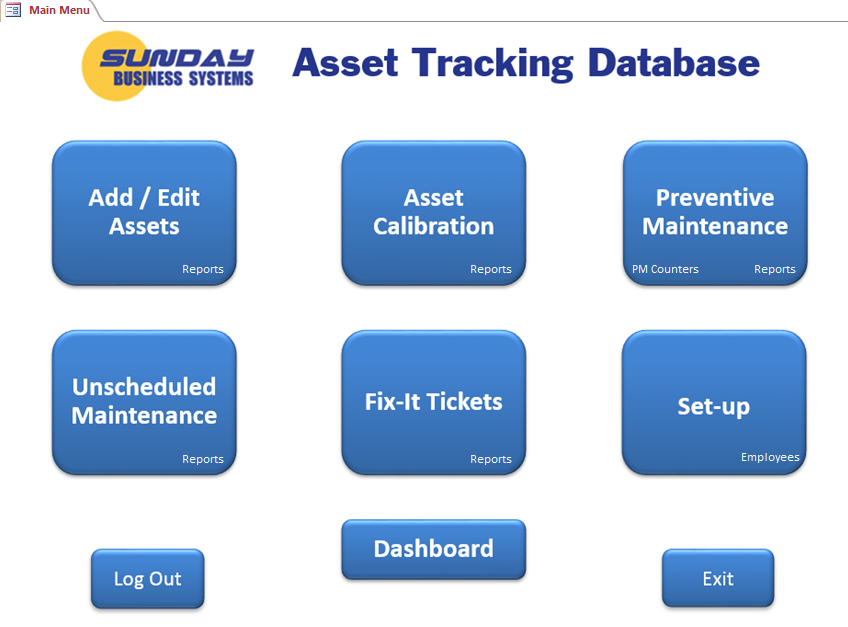 Main Menu
SUNDAY
BUSINESS SYSTEMS
Asset Tracking Database
Add / Edit
Assets
Reports
Asset
Calibration
Reports
Preventive
Maintenance
PM Counters
Reports
Unscheduled
Maintenance
Reports
Fix-It Tickets
Reports
Set-up
Employees
Log Out
Dashboard
Exit